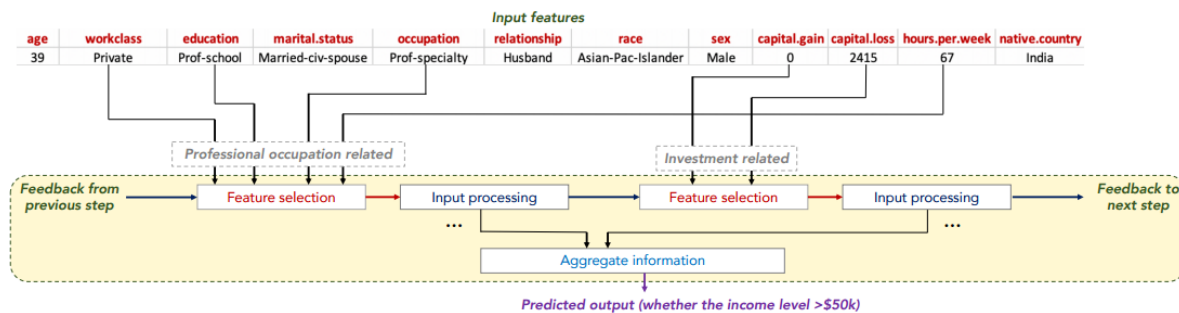 Input features
age workclass education marital.status occupation relationship race sex capital.gain capital.loss hours.per.week native.country
39 Private Prof-school Married-civ-spouse Prof-specialty Husband Asian-Pac-Islander Male 0 2415 67 India
Professional occupation related Investment related
Feedback from
previous step
Feature selection Input processing Feature selection Input processing
Feedback to
next step
... ...
Aggregate information
Predicted output (whether the income level >$50k)